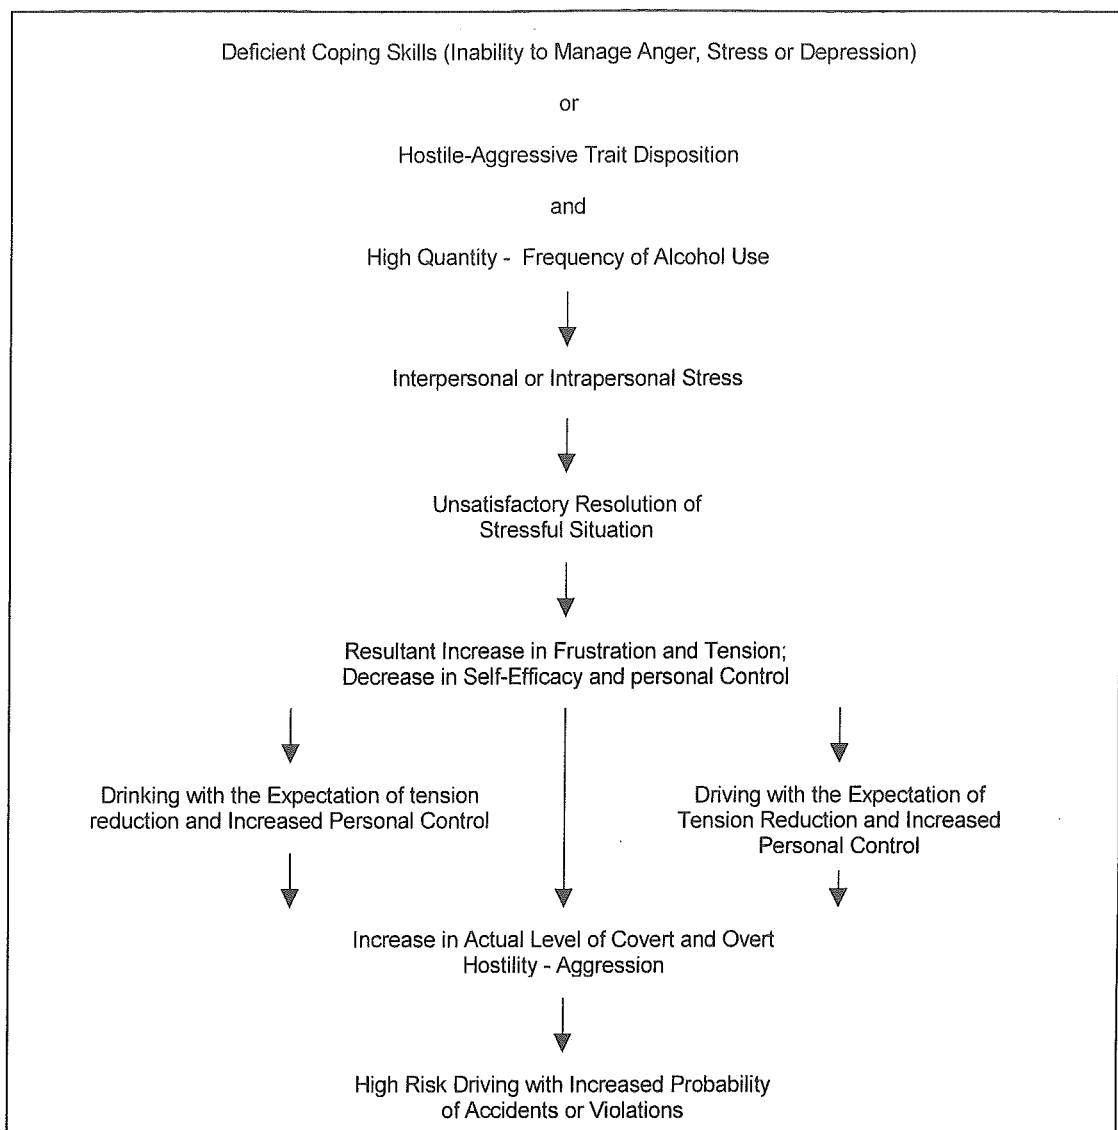 Deficient Coping Skills (Inability to Manage Anger, Stress or Depression)
or
Hostile-Aggressive Trait Disposition
and
High Quantity - Frequency of Alcohol Use
Interpersonal or Intrapersonal Stress
Unsatisfactory Resolution of
Stressful Situation
Resultant Increase in Frustration and Tension;
Decrease in Self-Efficacy and personal Control
Drinking with the Expectation of tension
reduction and Increased Personal Control
Driving with the Expectation of
Tension Reduction and Increased
Personal Control
Increase in Actual Level of Covert and Overt
Hostility - Aggression
High Risk Driving with Increased Probability
of Accidents or Violations